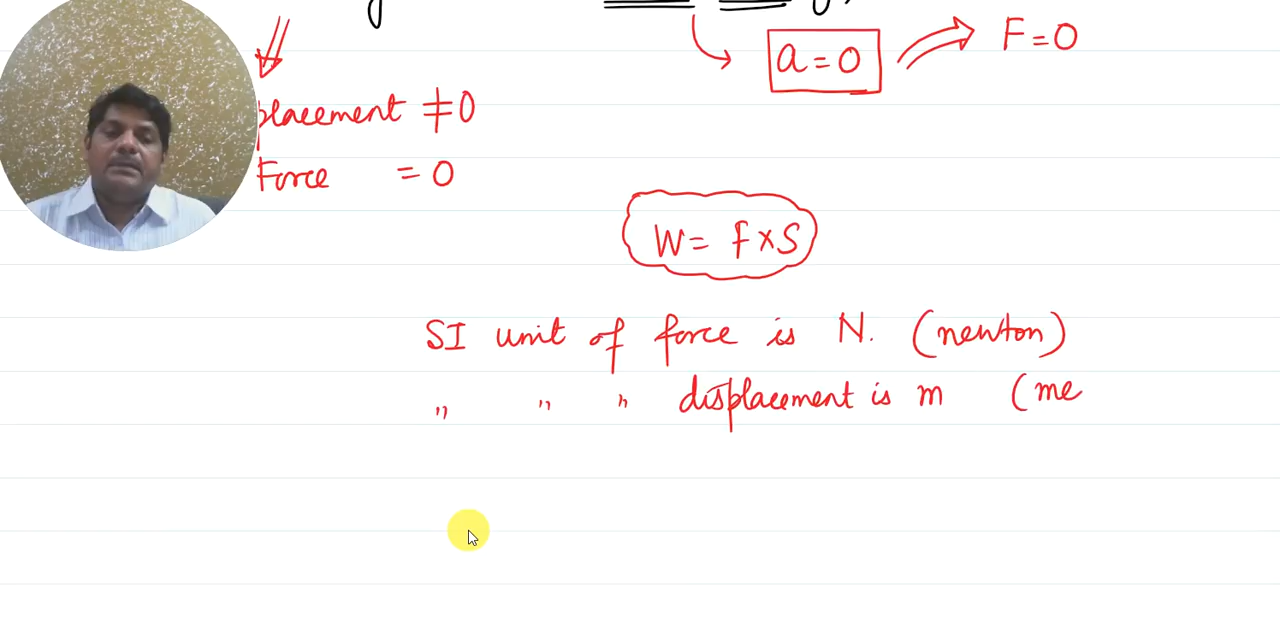 a = 0 F = 0
placement ≠ 0
Force = 0
W = F × S
SI unit of force is N. (newton)
" " " displacement is m (me